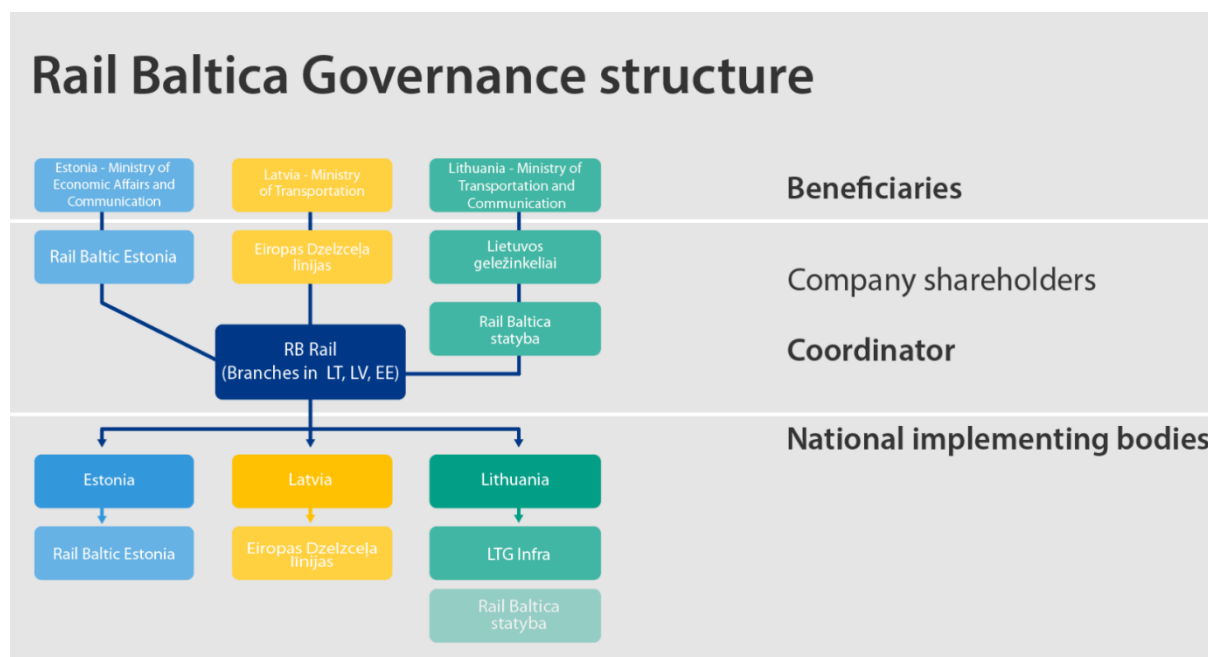 Rail Baltica Governance structure
Estonia - Ministry of
Economic Affairs and
Communication
Latvia - Ministry
of Transportation
Lithuania - Ministry of
Transportation and
Communication
Beneficiaries
Rail Baltic Estonia
Eiropas Dzelzceļa
līnijas
Lietuvos
geležinkeliai
Company shareholders
Rail Baltica
statyba
RB Rail
(Branches in LT, LV, EE)
Coordinator
National implementing bodies
Estonia
Latvia
Lithuania
Rail Baltic Estonia
Eiropas Dzelzceļa
līnijas
LTG Infra
Rail Baltica
statyba